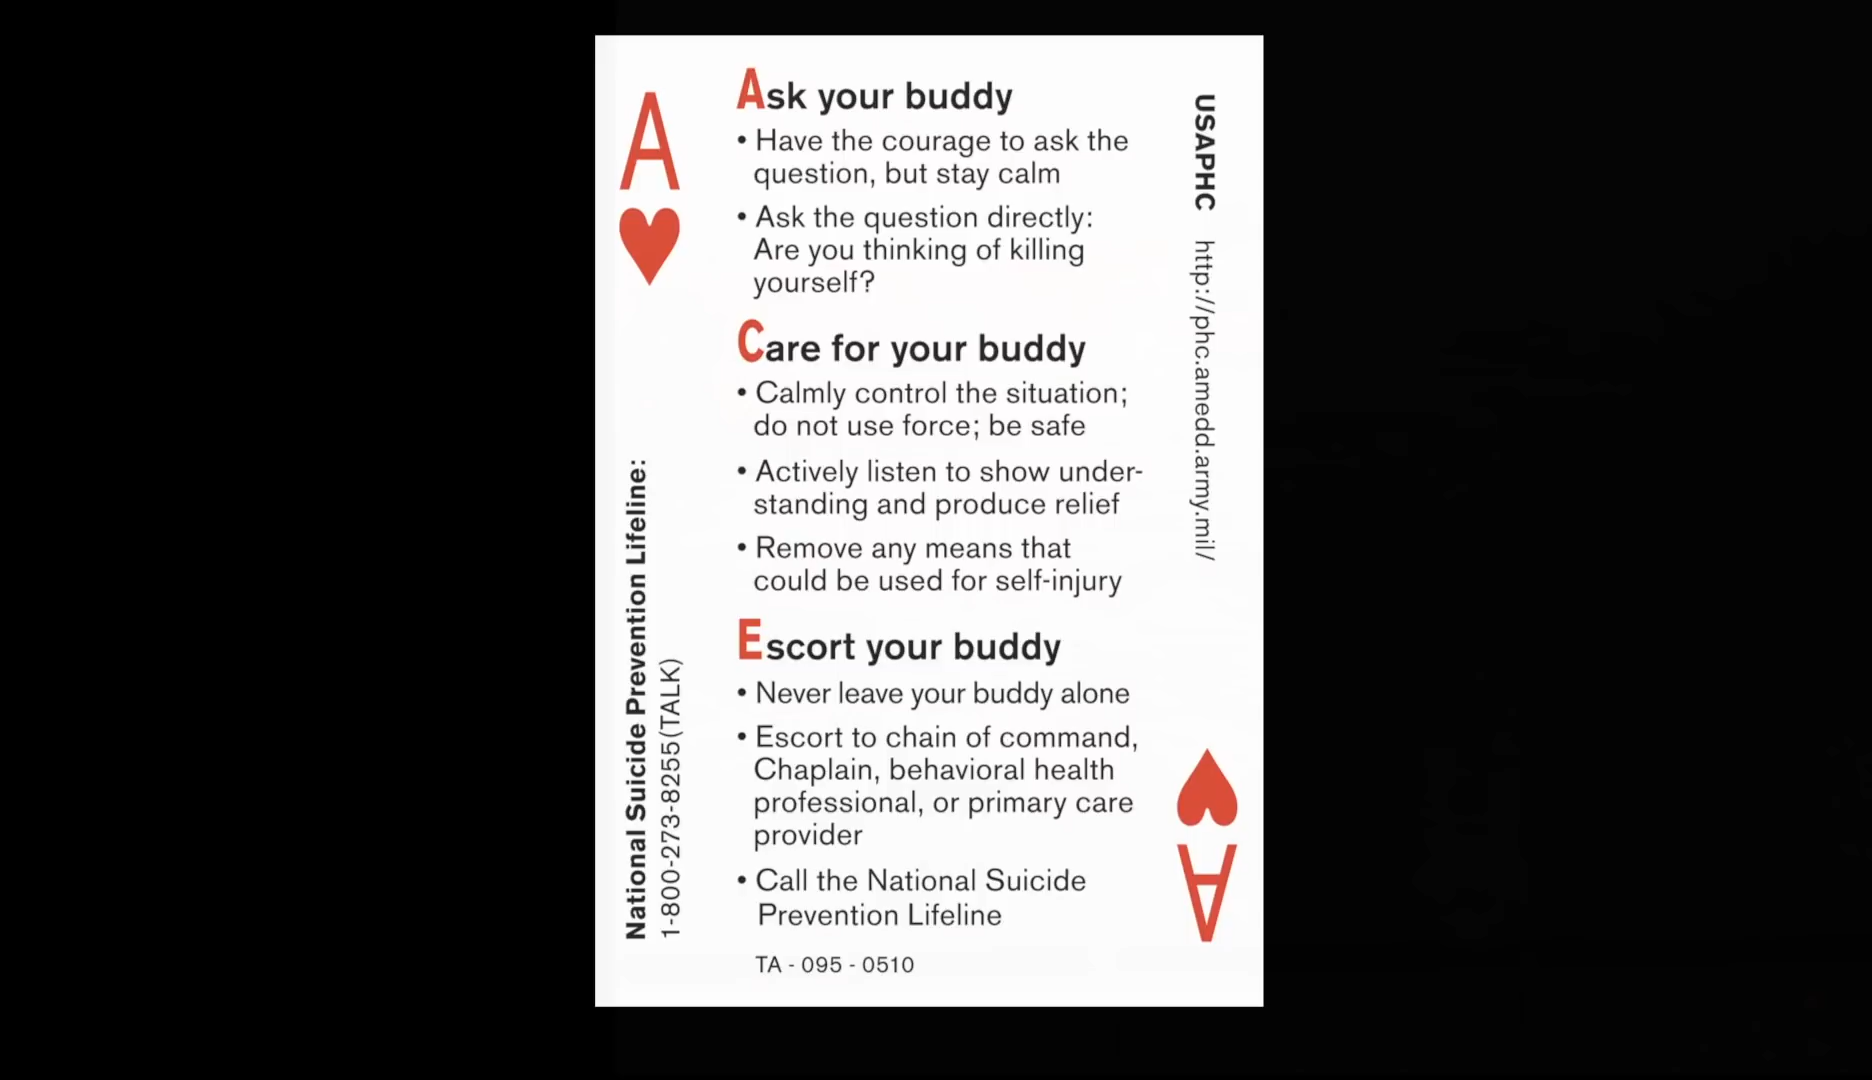 A
National Suicide Prevention Lifeline:
1-800-273-8255(TALK)
Ask your buddy
• Have the courage to ask the
question, but stay calm
• Ask the question directly:
Are you thinking of killing
yourself?
Care for your buddy
• Calmly control the situation;
do not use force; be safe
• Actively listen to show under-
standing and produce relief
• Remove any means that
could be used for self-injury
Escort your buddy
• Never leave your buddy alone
• Escort to chain of command,
Chaplain, behavioral health
professional, or primary care
provider
• Call the National Suicide
Prevention Lifeline
TA - 095 - 0510
USAPHC http://phc.amedd.army.mil/
A